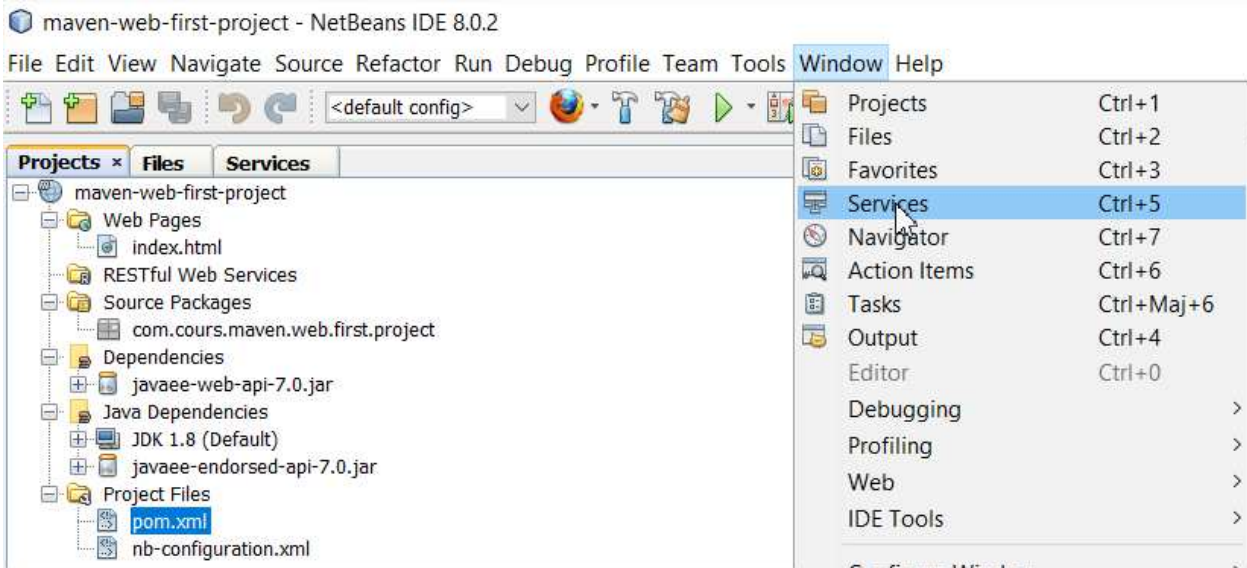 maven-web-first-project - NetBeans IDE 8.0.2
File Edit View Navigate Source Refactor Run Debug Profile Team Tools Window Help
<default config>
Projects Files Services
maven-web-first-project
Web Pages
index.html
RESTful Web Services
Source Packages
com.cours.maven.web.first.project
Dependencies
javaee-web-api-7.0.jar
Java Dependencies
JDK 1.8 (Default)
javaee-endorsed-api-7.0.jar
Project Files
pom.xml
nb-configuration.xml
Projects Ctrl+1
Files Ctrl+2
Favorites Ctrl+3
Services Ctrl+5
Navigator Ctrl+7
Action Items Ctrl+6
Tasks Ctrl+Maj+6
Output Ctrl+4
Editor Ctrl+0
Debugging
Profiling
Web
IDE Tools